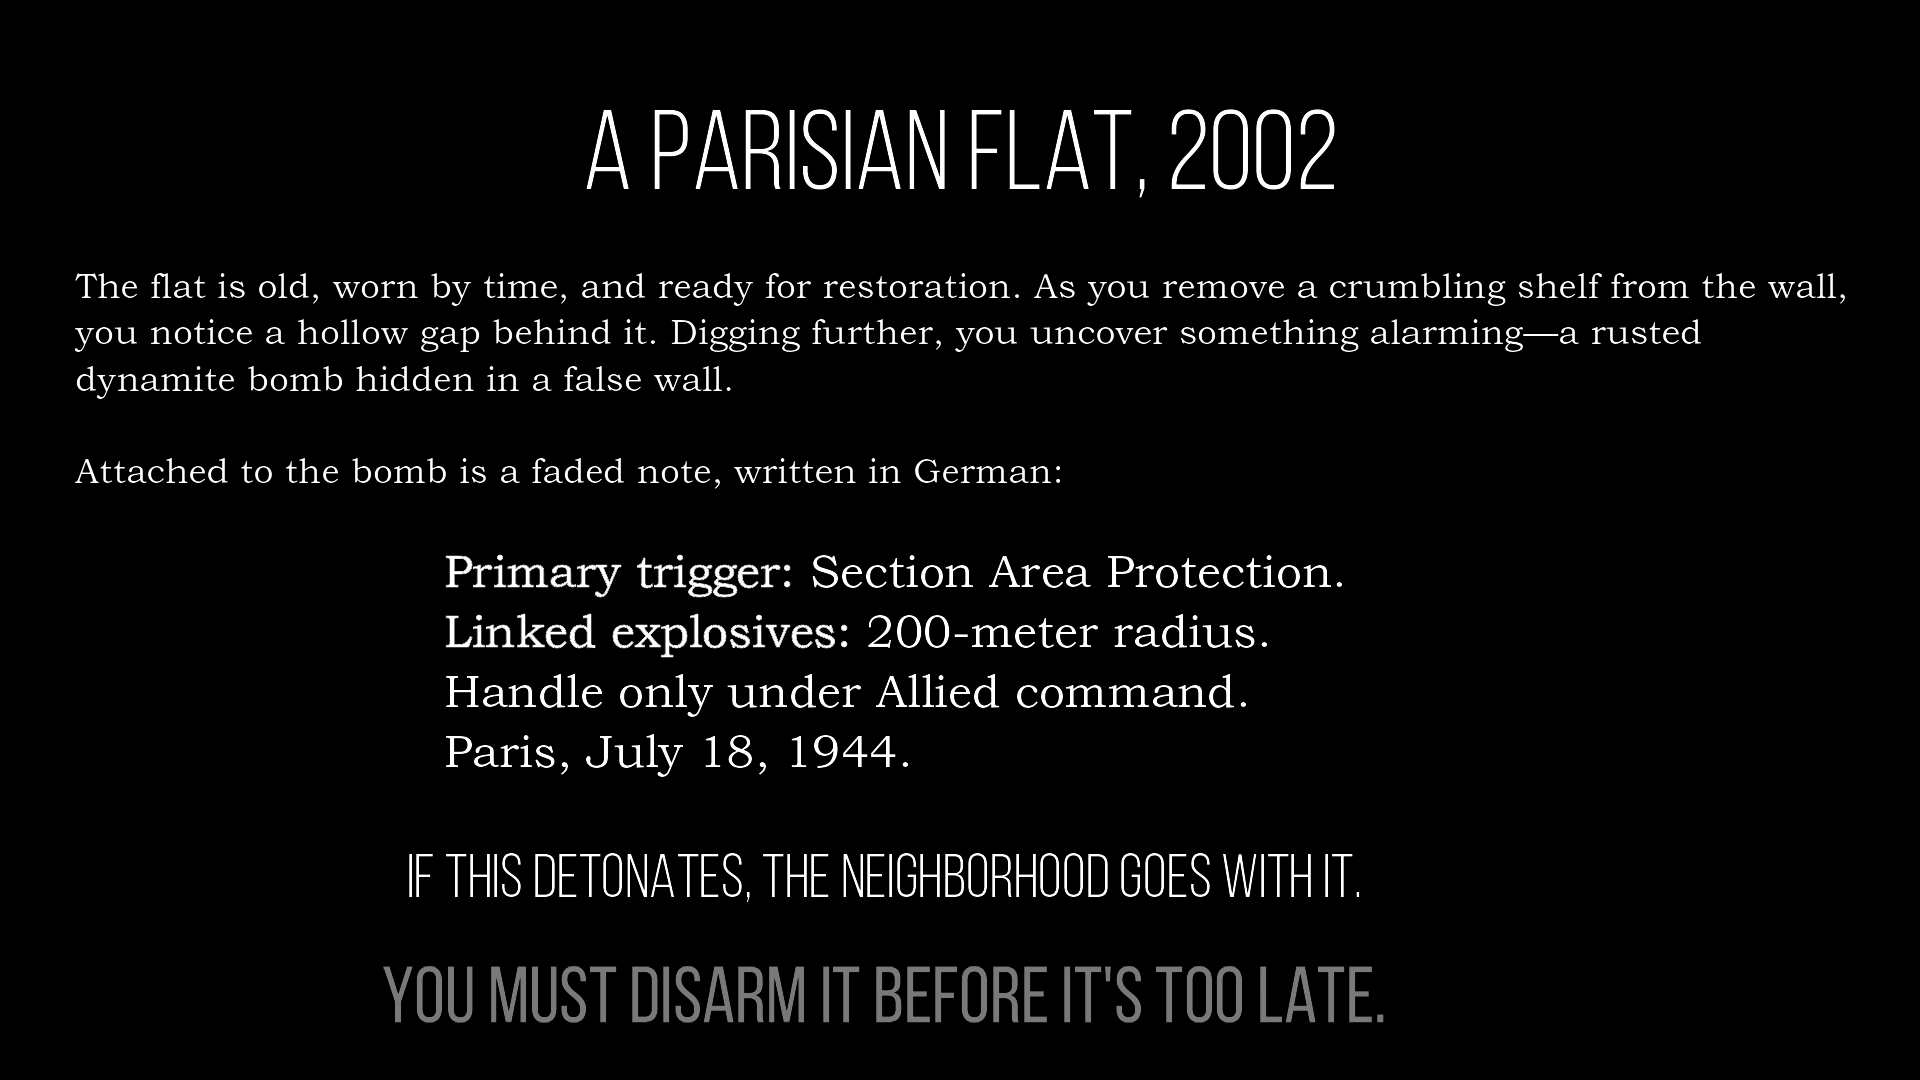 A PARISIAN FLAT, 2002
The flat is old, worn by time, and ready for restoration. As you remove a crumbling shelf from the wall,
you notice a hollow gap behind it. Digging further, you uncover something alarming—a rusted
dynamite bomb hidden in a false wall.
Attached to the bomb is a faded note, written in German:
Primary trigger: Section Area Protection.
Linked explosives: 200-meter radius.
Handle only under Allied command.
Paris, July 18, 1944.
IF THIS DETONATES, THE NEIGHBORHOOD GOES WITH IT.
YOU MUST DISARM IT BEFORE IT'S TOO LATE.